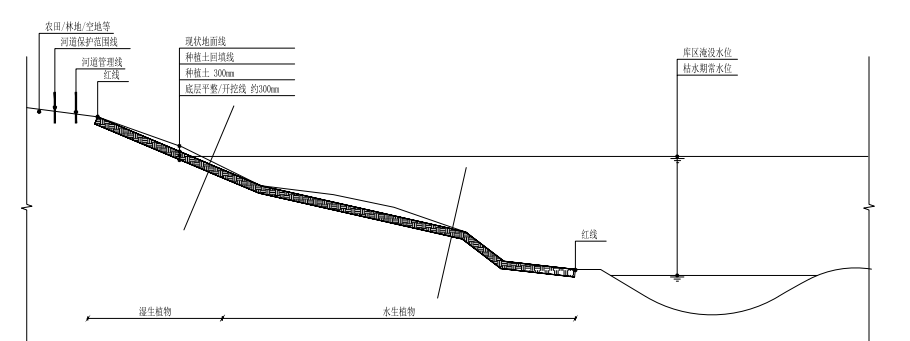 农田/林地/空地等
河道保护范围线
河道管理线
红线
现状地面线
种植土回填线
种植土 300mm
底层平整/开挖线 约300mm
库区淹没水位
枯水期常水位
红线
湿生植物
水生植物